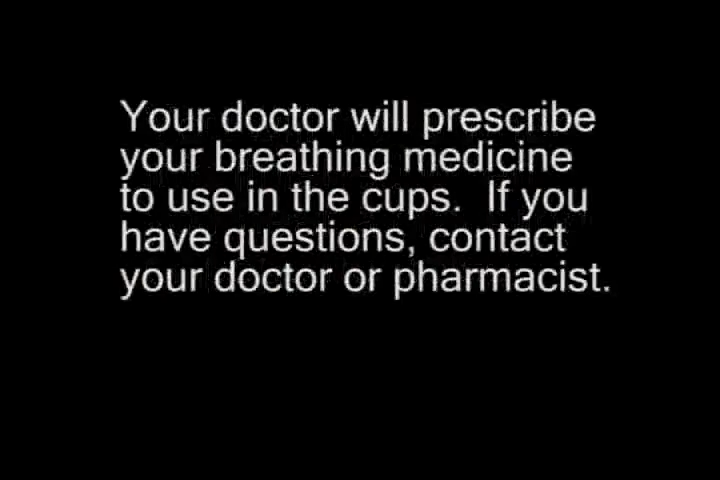 Your doctor will prescribe
your breathing medicine
to use in the cups.  If you
have questions, contact
your doctor or pharmacist.